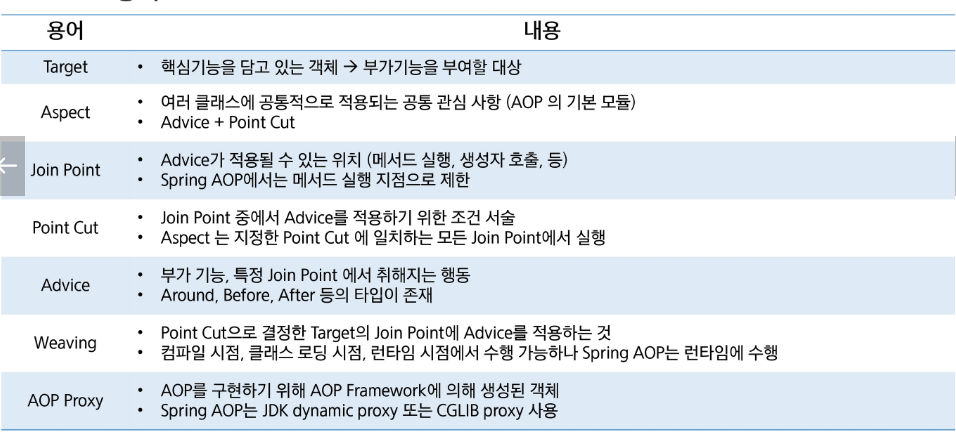 용어 내용
Target • 핵심기능을 담고 있는 객체 → 부가기능을 부여할 대상
Aspect
• 여러 클래스에 공통적으로 적용되는 공통 관심 사항 (AOP 의 기본 모듈)
• Advice + Point Cut
Join Point
• Advice가 적용될 수 있는 위치 (메서드 실행, 생성자 호출, 등)
• Spring AOP에서는 메서드 실행 지점으로 제한
Point Cut
• Join Point 중에서 Advice를 적용하기 위한 조건 서술
• Aspect 는 지정한 Point Cut 에 일치하는 모든 Join Point에서 실행
Advice
• 부가 기능, 특정 Join Point 에서 취해지는 행동
• Around, Before, After 등의 타입이 존재
Weaving
• Point Cut으로 결정한 Target의 Join Point에 Advice를 적용하는 것
• 컴파일 시점, 클래스 로딩 시점, 런타임 시점에서 수행 가능하나 Spring AOP는 런타임에 수행
AOP Proxy
• AOP를 구현하기 위해 AOP Framework에 의해 생성된 객체
• Spring AOP는 JDK dynamic proxy 또는 CGLIB proxy 사용